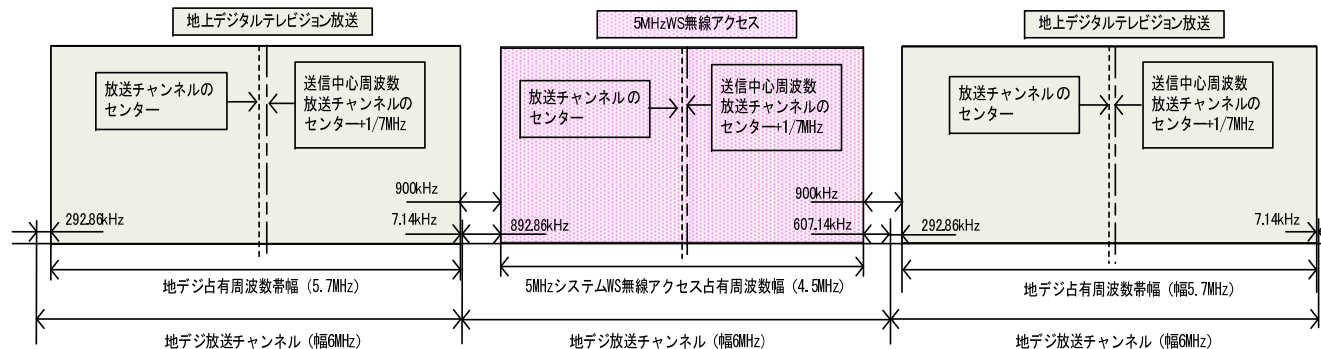 地上デジタルテレビジョン放送
5MHzWS無線アクセス
地上デジタルテレビジョン放送
放送チャンネルの
センター
送信中心周波数
放送チャンネルの
センター+1/7MHz
放送チャンネルの
センター
送信中心周波数
放送チャンネルの
センター+1/7MHz
放送チャンネルの
センター
送信中心周波数
放送チャンネルの
センター+1/7MHz
900kHz
900kHz
292.86kHz
7.14kHz
892.86kHz
607.14kHz
292.86kHz
7.14kHz
地デジ占有周波数帯幅（5.7MHz）
5MHzシステムWS無線アクセス占有周波数幅（4.5MHz）
地デジ占有周波数帯幅（幅5.7MHz）
地デジ放送チャンネル（幅6MHz）
地デジ放送チャンネル（幅6MHz）
地デジ放送チャンネル（幅6MHz）